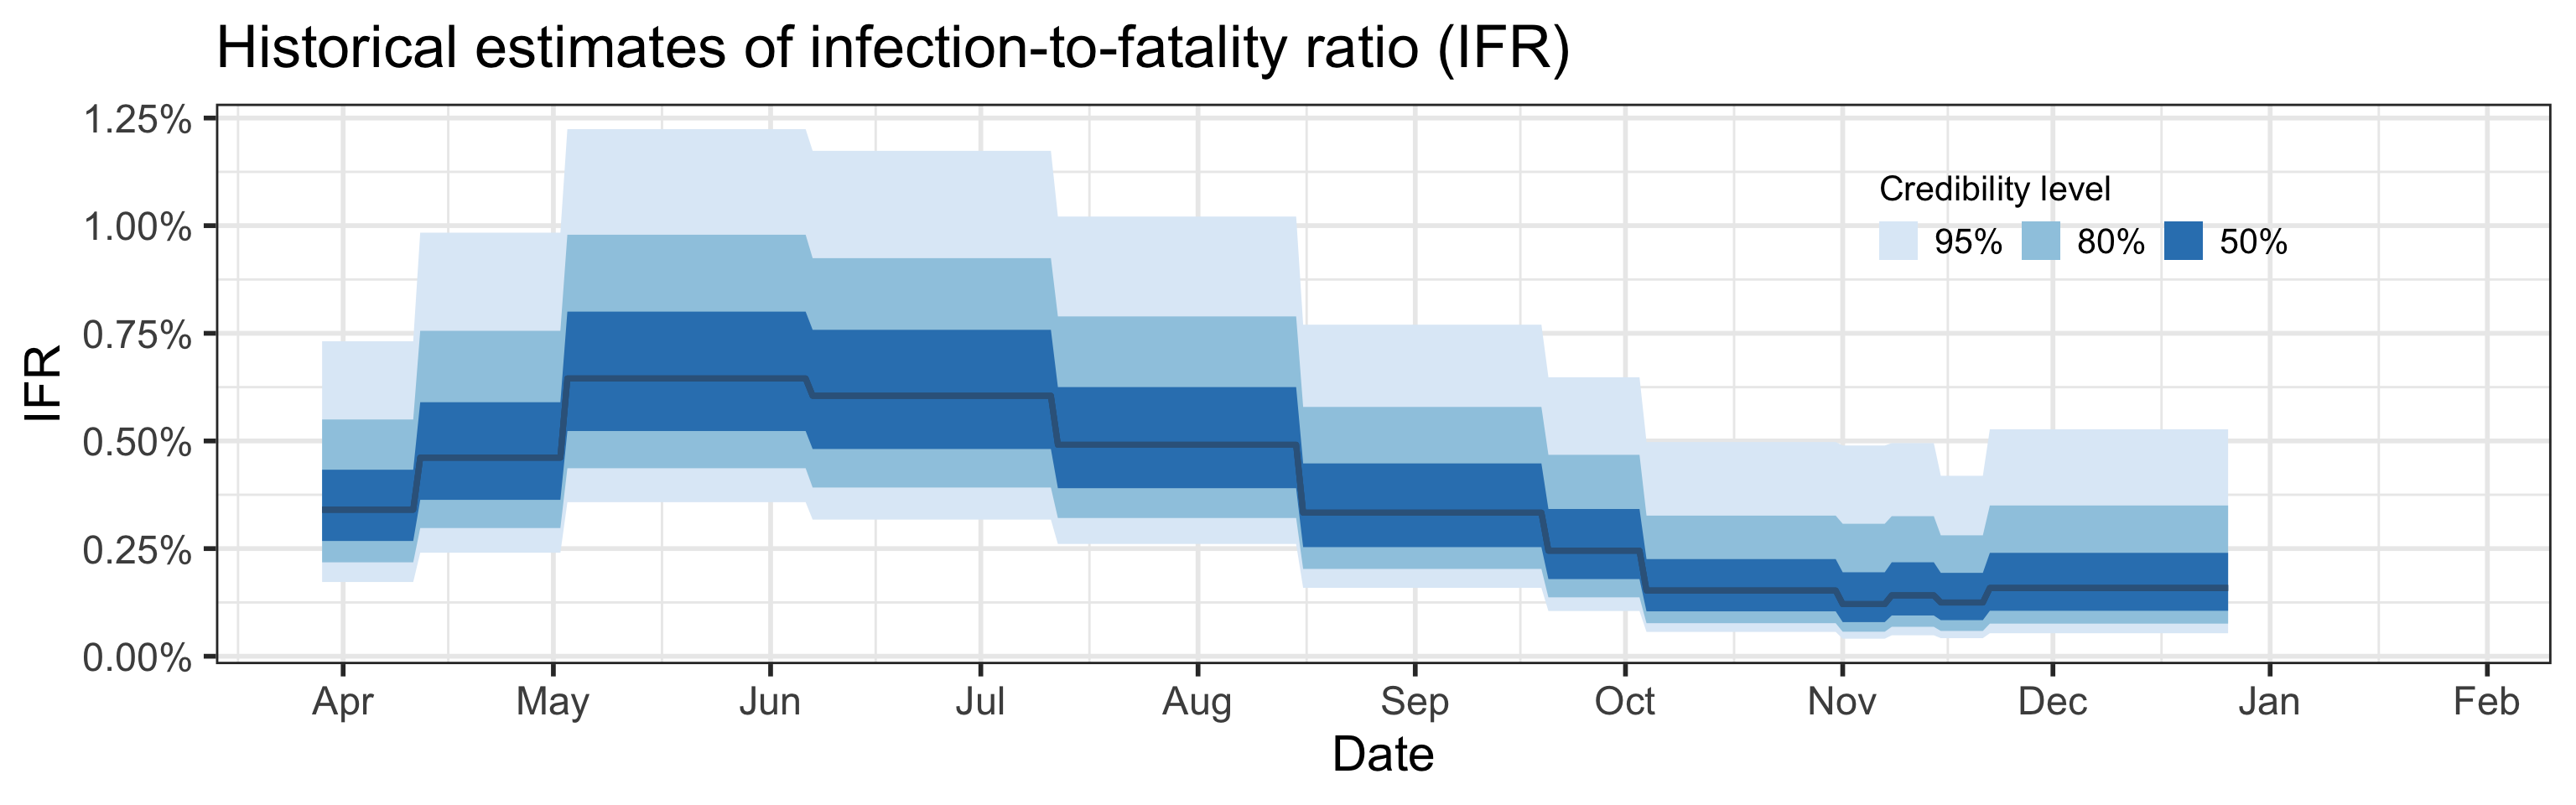 Historical estimates of infection-to-fatality ratio (IFR)
1.25%
1.00%
0.75%
0.50%
0.25%
0.00%
IFR
Credibility level
95% 80% 50%
Apr May Jun Jul Aug Sep Oct Nov Dec Jan Feb
Date